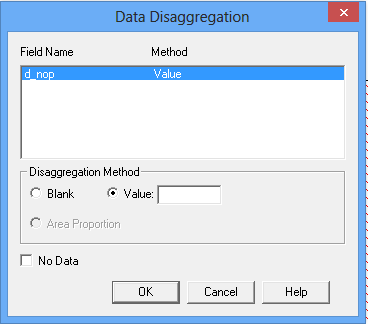 Data Disaggregation
Field Name Method
d_nop Value
Disaggregation Method
Blank Value:
Area Proportion
No Data
OK Cancel Help